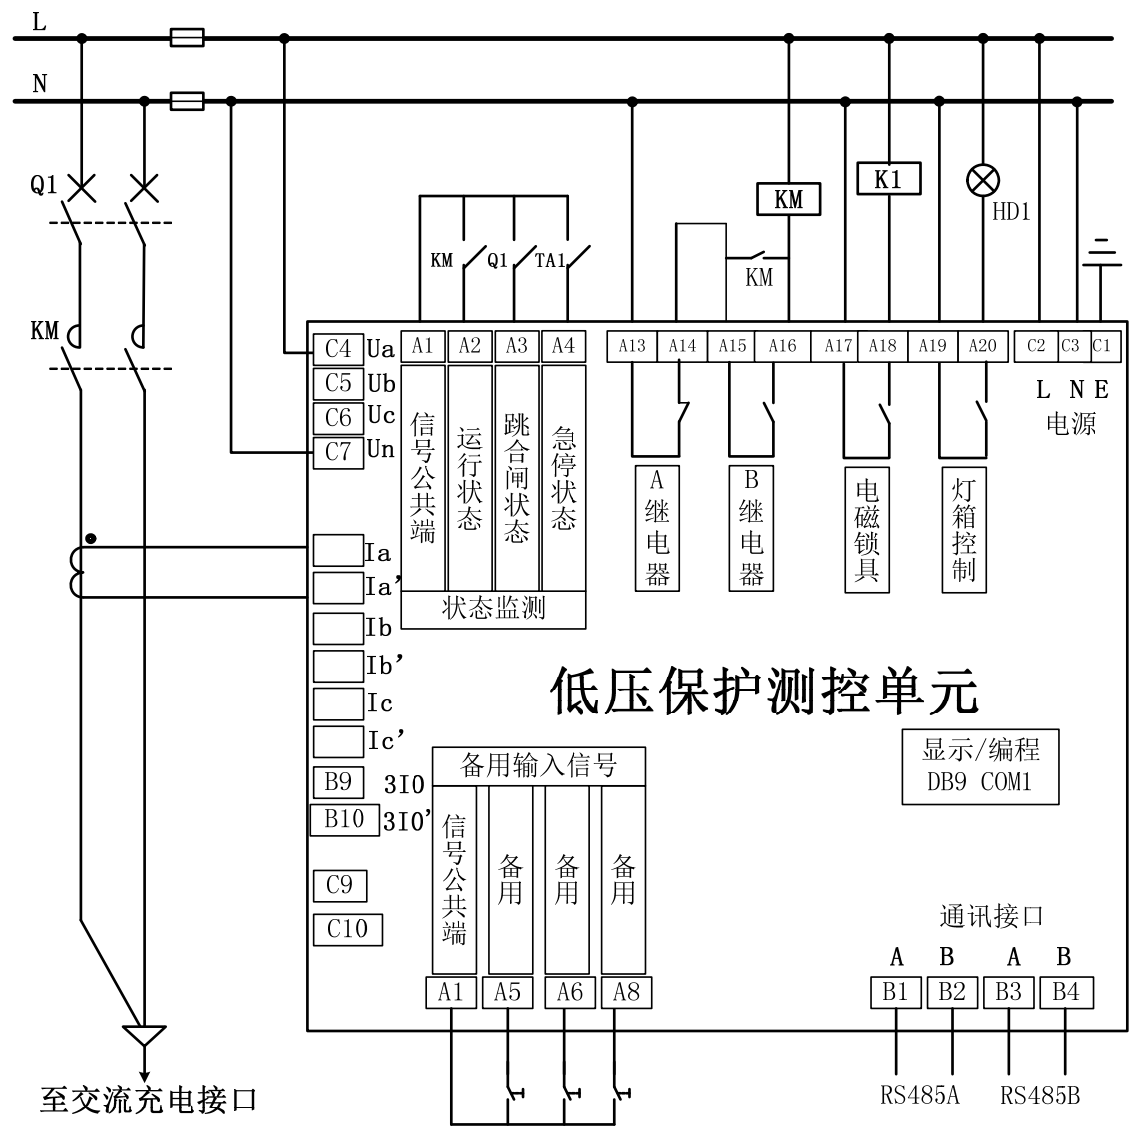 L
N
Q1
KM
KM
Q1
TA1
KM
KM
K1
HD1
C4 Ua
C5 Ub
C6 Uc
C7 Un
Ia
Ia'
Ib
Ib'
Ic
Ic'
B9 3I0
B10 3I0'
C9
C10
A1 A2 A3 A4
信号公共端
运行状态
跳合闸状态
急停状态
状态监测
A13 A14 A15 A16 A17 A18 A19 A20 C2 C3 C1
L N E
电源
A继电器
B继电器
电磁锁具
灯箱控制
低压保护测控单元
显示/编程
DB9 COM1
备用输入信号
信号公共端
备用
备用
备用
A1 A5 A6 A8
通讯接口
A B A B
B1 B2 B3 B4
RS485A RS485B
至交流充电接口